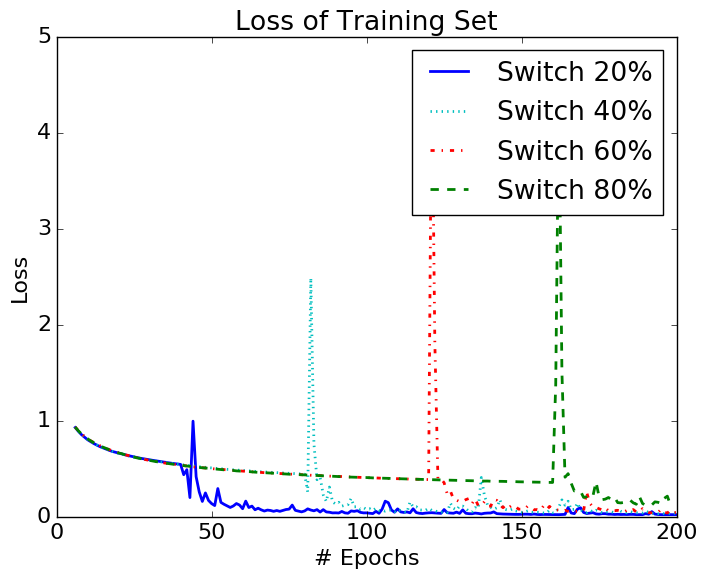 Loss of Training Set
5
4
3
2
1
0
Loss
Switch 20%
Switch 40%
Switch 60%
Switch 80%
0 50 100 150 200
# Epochs